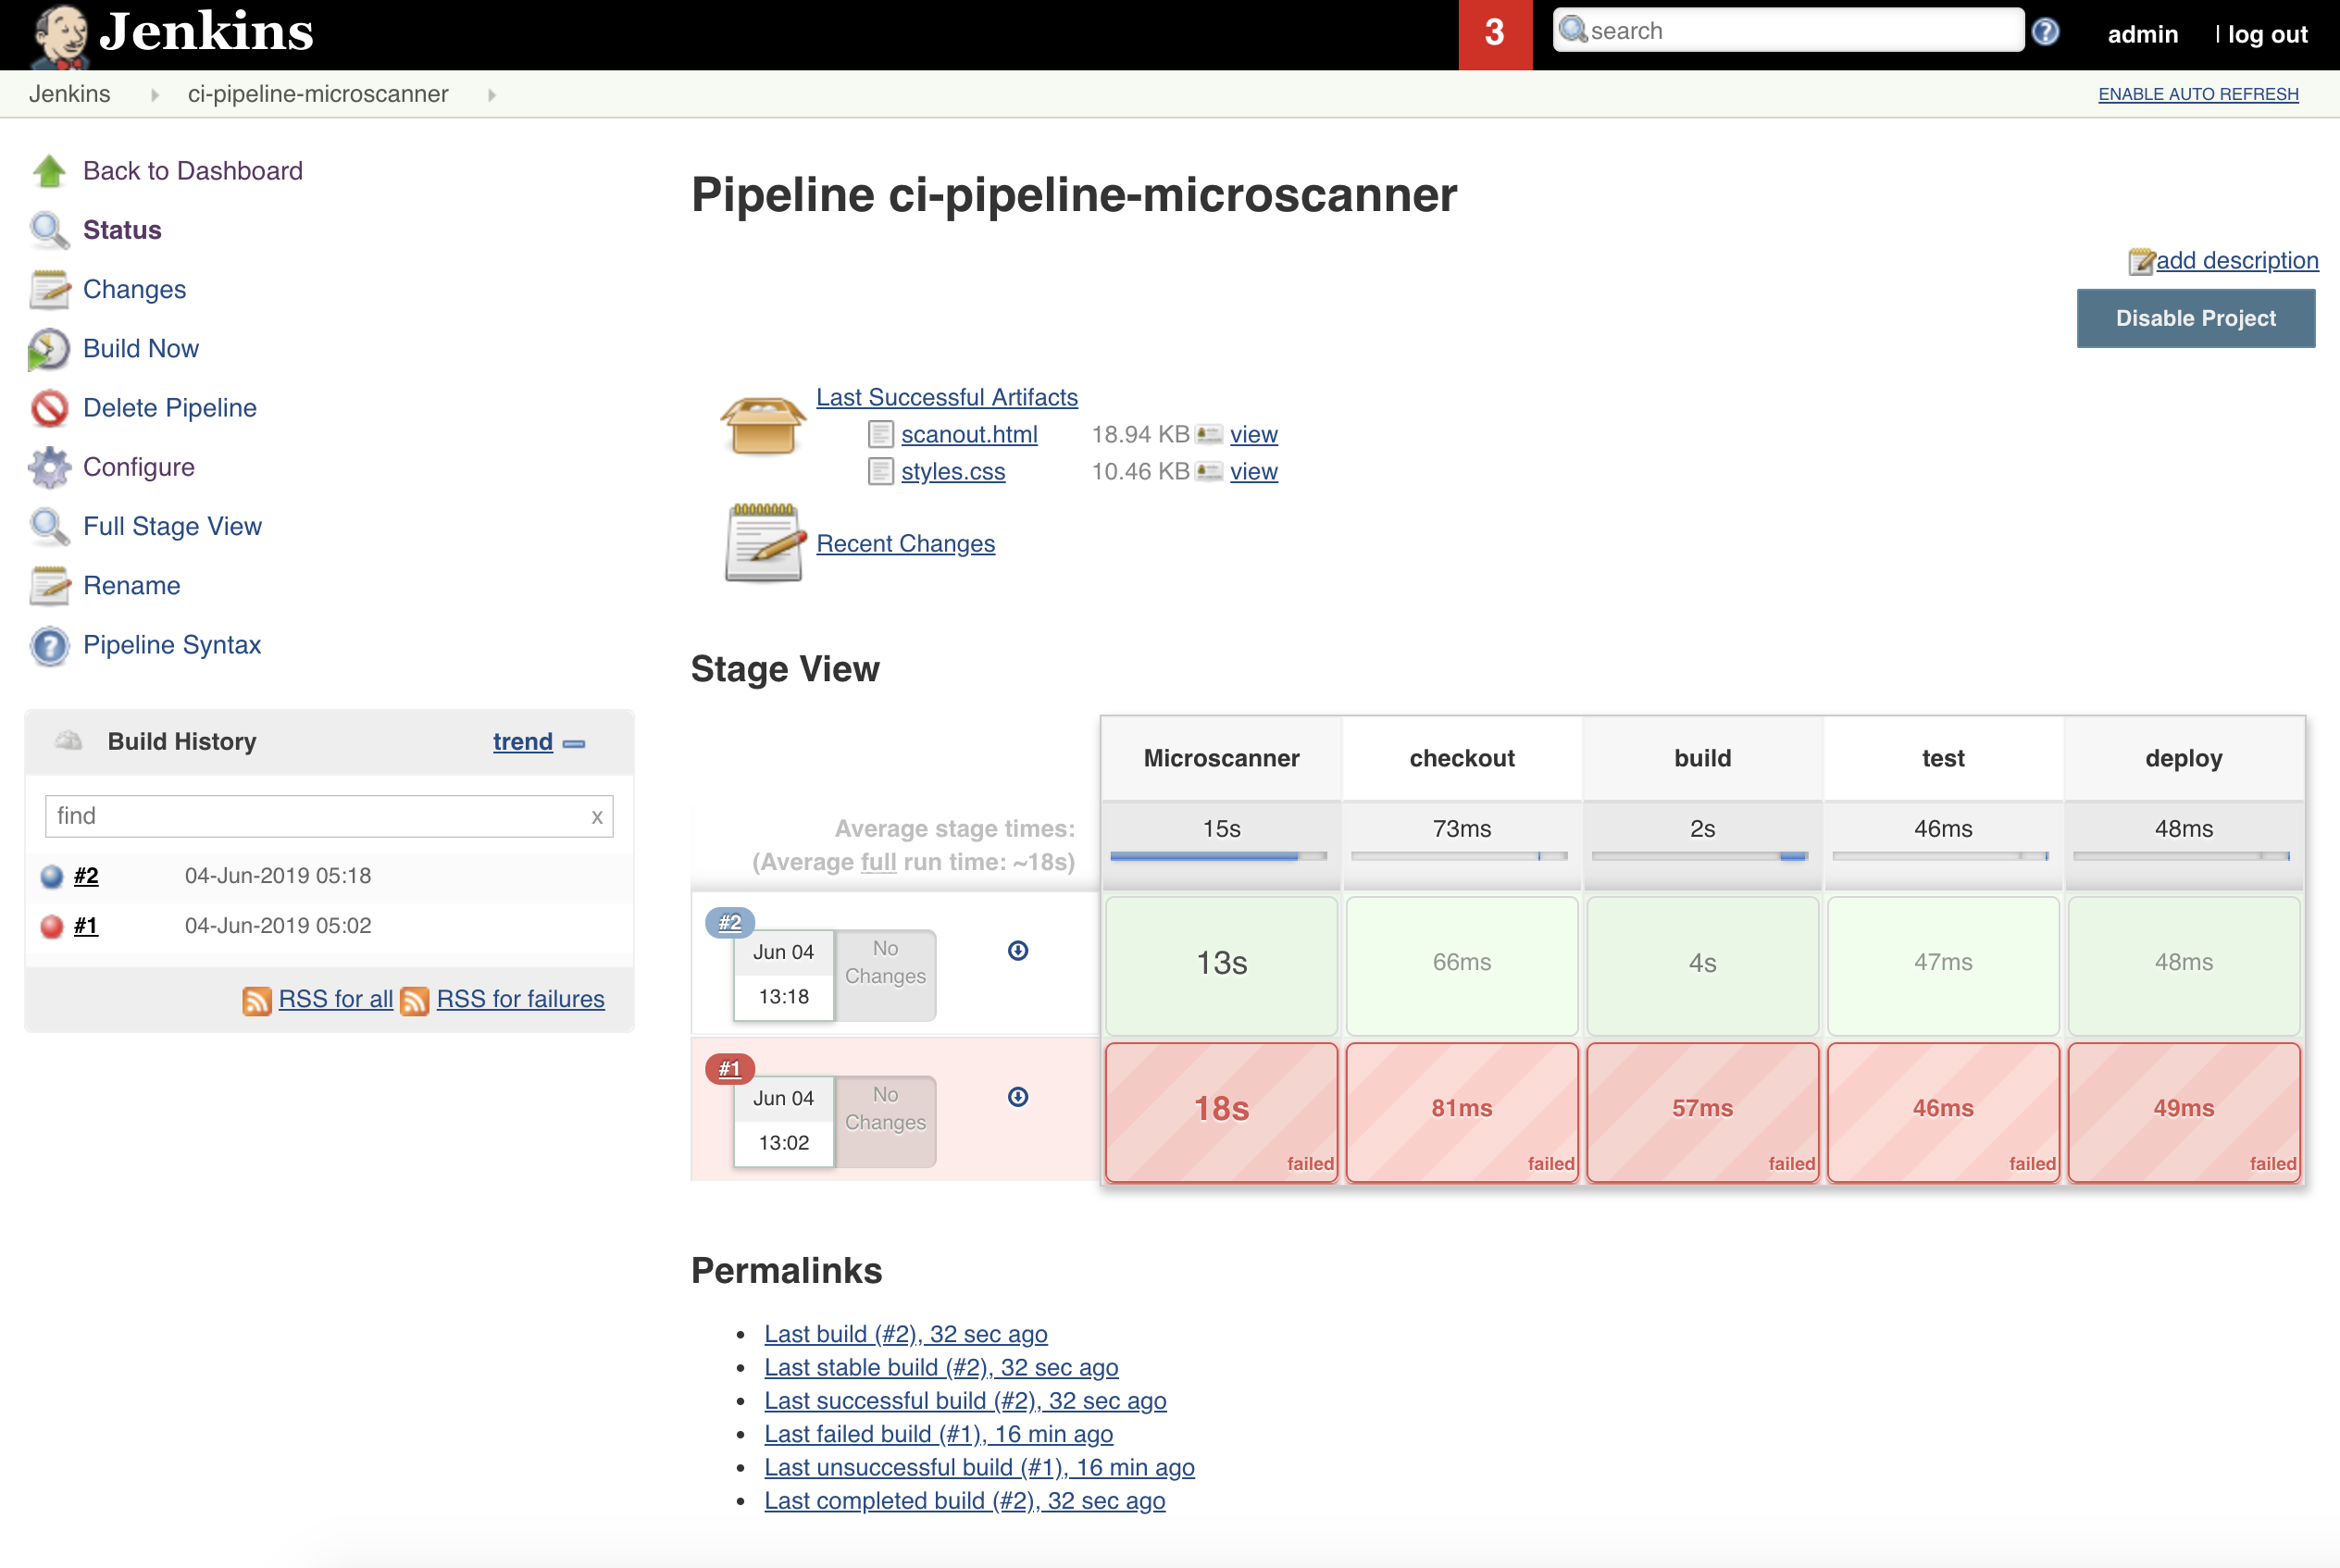 Jenkins
3
search
admin | log out
Jenkins ci-pipeline-microscanner ENABLE AUTO REFRESH
Back to Dashboard
Status
Changes
Build Now
Delete Pipeline
Configure
Full Stage View
Rename
Pipeline Syntax
Build History trend
find x
#2 04-Jun-2019 05:18
#1 04-Jun-2019 05:02
RSS for all RSS for failures
Pipeline ci-pipeline-microscanner
add description
Disable Project
Last Successful Artifacts
scanout.html 18.94 KB view
styles.css 10.46 KB view
Recent Changes
Stage View
Microscanner checkout build test deploy
Average stage times: 15s 73ms 2s 46ms 48ms
(Average full run time: ~18s)
#2
Jun 04 No
Changes
13:18
13s 66ms 4s 47ms 48ms
#1
Jun 04 No
Changes
13:02
18s 81ms 57ms 46ms 49ms
failed failed failed failed failed
Permalinks
Last build (#2), 32 sec ago
Last stable build (#2), 32 sec ago
Last successful build (#2), 32 sec ago
Last failed build (#1), 16 min ago
Last unsuccessful build (#1), 16 min ago
Last completed build (#2), 32 sec ago